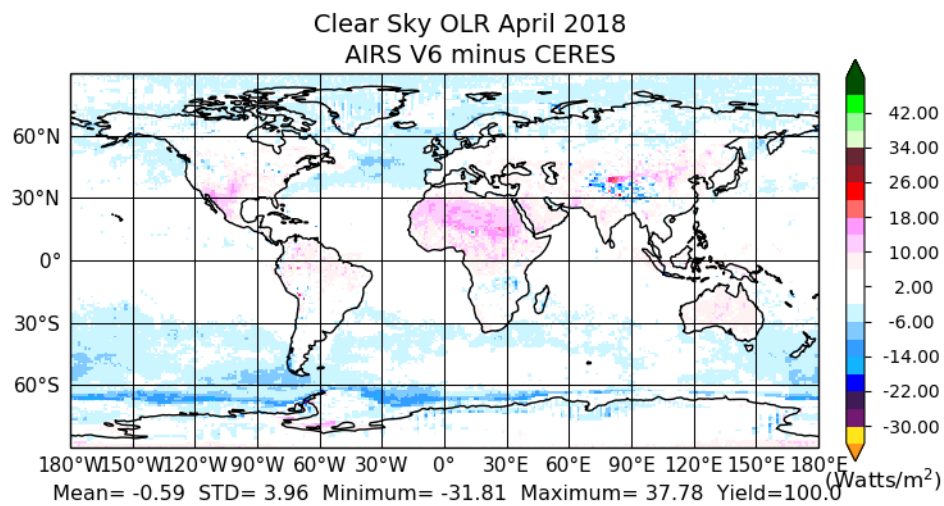 Clear Sky OLR April 2018
AIRS V6 minus CERES
60°N
30°N
0°
30°S
60°S
180°W 150°W 120°W 90°W 60°W 30°W 0° 30°E 60°E 90°E 120°E 150°E 180°E
42.00
34.00
26.00
18.00
10.00
2.00
-6.00
-14.00
-22.00
-30.00
(Watts/m²)
Mean= -0.59 STD= 3.96 Minimum= -31.81 Maximum= 37.78 Yield=100.0